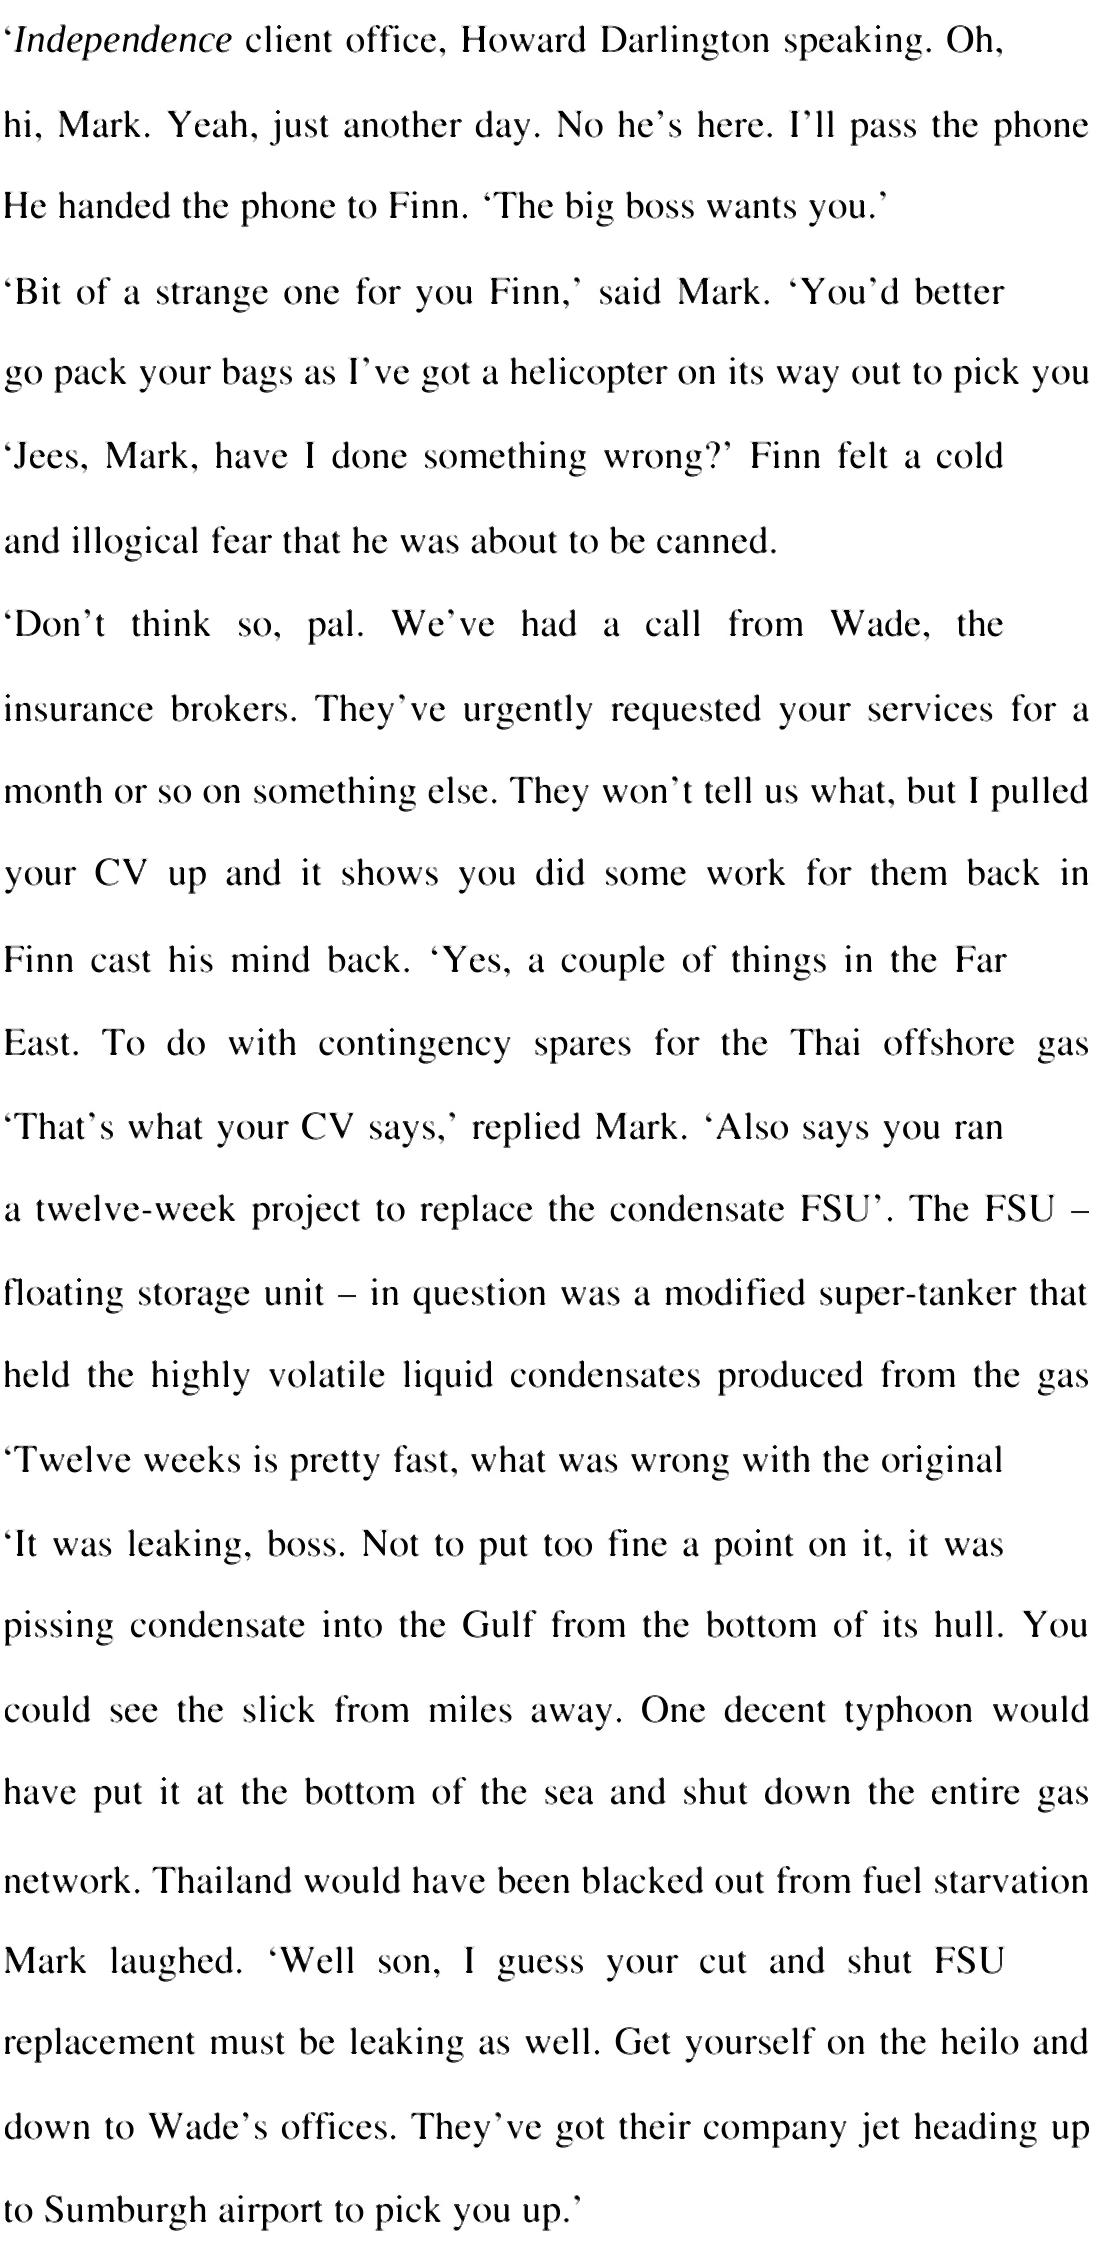 ‘Independence client office, Howard Darlington speaking. Oh,
hi, Mark. Yeah, just another day. No he’s here. I’ll pass the phone
He handed the phone to Finn. ‘The big boss wants you.’
‘Bit of a strange one for you Finn,’ said Mark. ‘You’d better
go pack your bags as I’ve got a helicopter on its way out to pick you
‘Jees, Mark, have I done something wrong?’ Finn felt a cold
and illogical fear that he was about to be canned.
‘Don’t think so, pal. We’ve had a call from Wade, the
insurance brokers. They’ve urgently requested your services for a
month or so on something else. They won’t tell us what, but I pulled
your CV up and it shows you did some work for them back in
Finn cast his mind back. ‘Yes, a couple of things in the Far
East. To do with contingency spares for the Thai offshore gas
‘That’s what your CV says,’ replied Mark. ‘Also says you ran
a twelve-week project to replace the condensate FSU’. The FSU –
floating storage unit – in question was a modified super-tanker that
held the highly volatile liquid condensates produced from the gas
‘Twelve weeks is pretty fast, what was wrong with the original
‘It was leaking, boss. Not to put too fine a point on it, it was
pissing condensate into the Gulf from the bottom of its hull. You
could see the slick from miles away. One decent typhoon would
have put it at the bottom of the sea and shut down the entire gas
network. Thailand would have been blacked out from fuel starvation
Mark laughed. ‘Well son, I guess your cut and shut FSU
replacement must be leaking as well. Get yourself on the heilo and
down to Wade’s offices. They’ve got their company jet heading up
to Sumburgh airport to pick you up.’